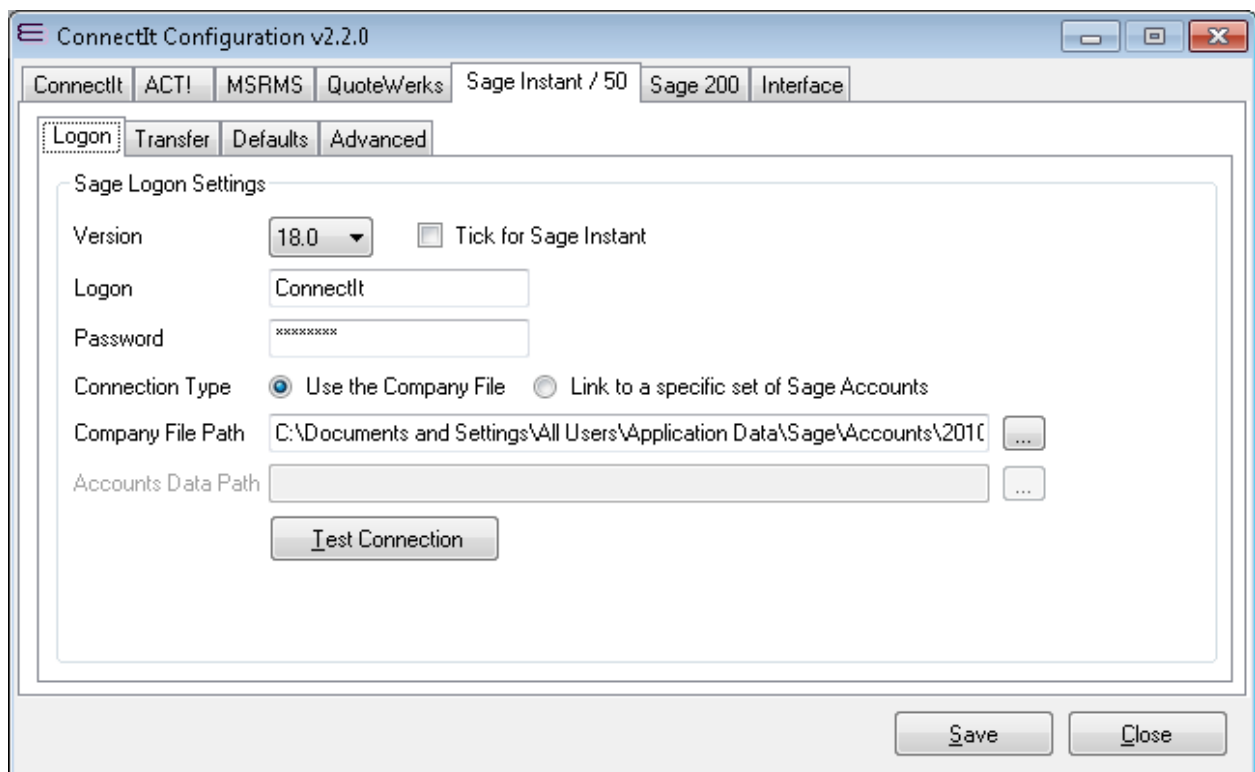 ConnectIt Configuration v2.2.0
ConnectIt ACT! MSRMS QuoteWerks Sage Instant / 50 Sage 200 Interface
Logon Transfer Defaults Advanced
Sage Logon Settings
Version 18.0 Tick for Sage Instant
Logon ConnectIt
Password ********
Connection Type Use the Company File Link to a specific set of Sage Accounts
Company File Path C:\Documents and Settings\All Users\Application Data\Sage\Accounts\2010 ...
Accounts Data Path ...
Test Connection
Save Close